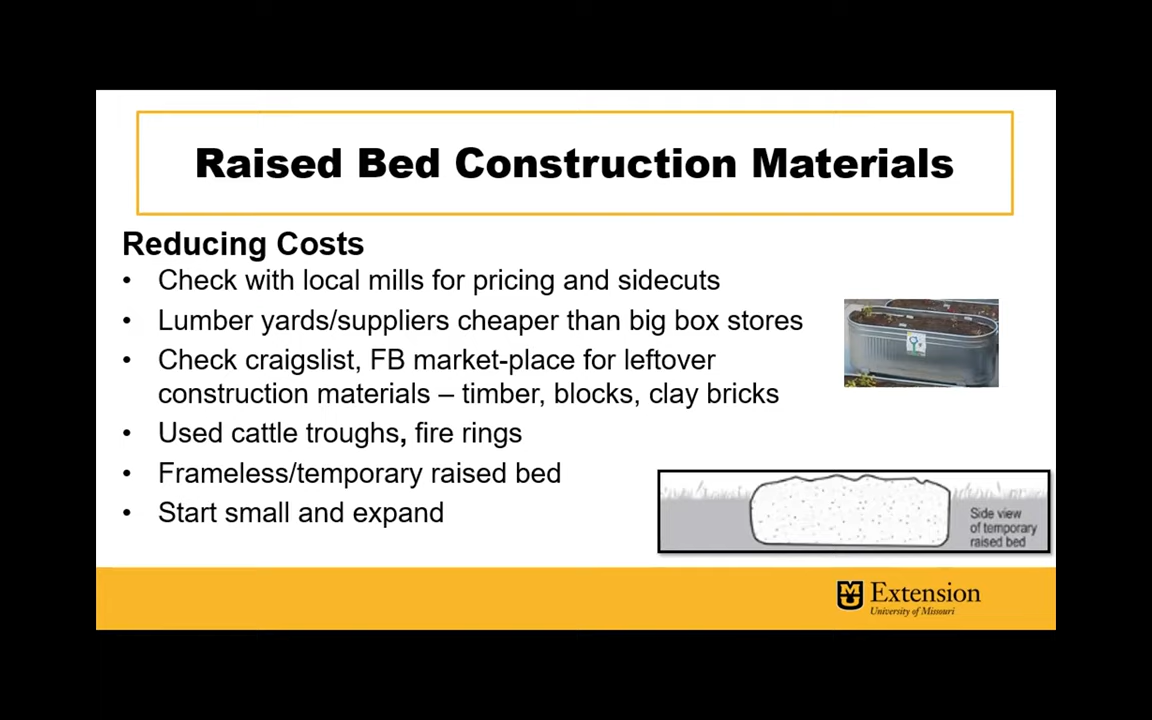 Raised Bed Construction Materials
Reducing Costs
• Check with local mills for pricing and sidecuts
• Lumber yards/suppliers cheaper than big box stores
• Check craigslist, FB market-place for leftover
construction materials – timber, blocks, clay bricks
• Used cattle troughs, fire rings
• Frameless/temporary raised bed
• Start small and expand
Side view
of temporary
raised bed
Extension
University of Missouri